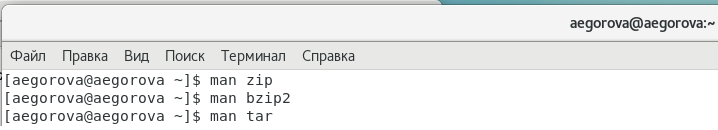 aegorova@aegorova:~
Файл Правка Вид Поиск Терминал Справка
[aegorova@aegorova ~]$ man zip
[aegorova@aegorova ~]$ man bzip2
[aegorova@aegorova ~]$ man tar